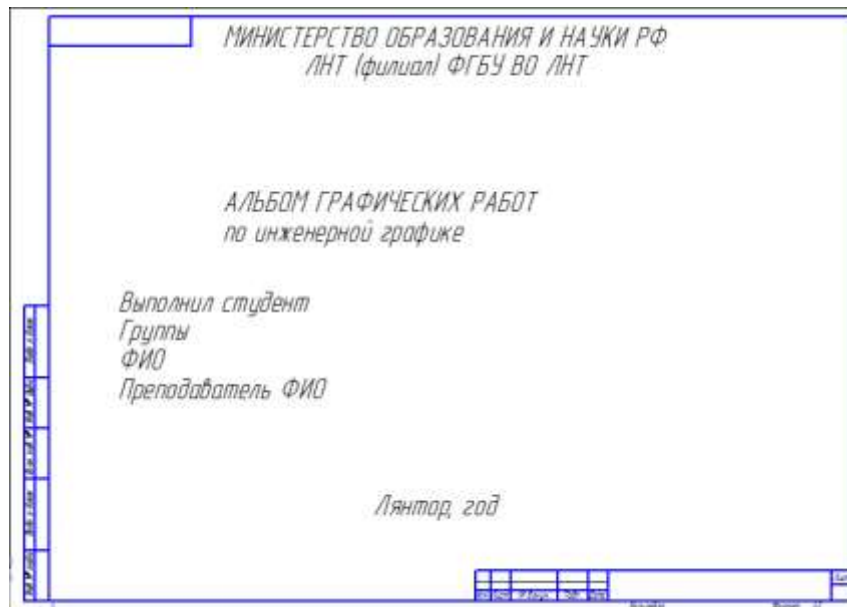 МИНИСТЕРСТВО ОБРАЗОВАНИЯ И НАУКИ РФ
ЛНТ (филиал) ФГБУ ВО ЛНТ
АЛЬБОМ ГРАФИЧЕСКИХ РАБОТ
по инженерной графике
Выполнил студент
Группы
ФИО
Преподаватель ФИО
Лянтор, год